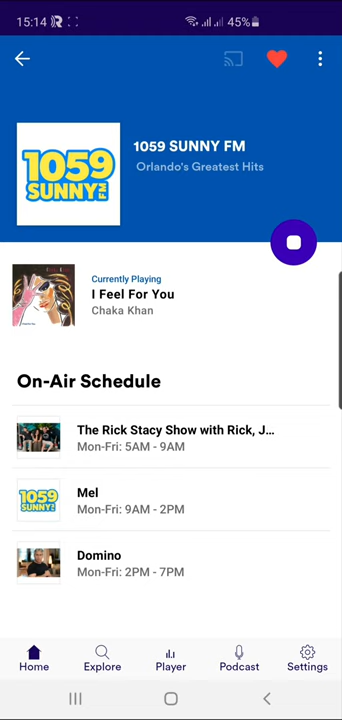 15:14
45%
1059
SUNNY FM
1059 SUNNY FM
Orlando's Greatest Hits
Currently Playing
I Feel For You
Chaka Khan
On-Air Schedule
The Rick Stacy Show with Rick, J...
Mon-Fri: 5AM - 9AM
1059
SUNNY
Mel
Mon-Fri: 9AM - 2PM
Domino
Mon-Fri: 2PM - 7PM
Home
Explore
Player
Podcast
Settings